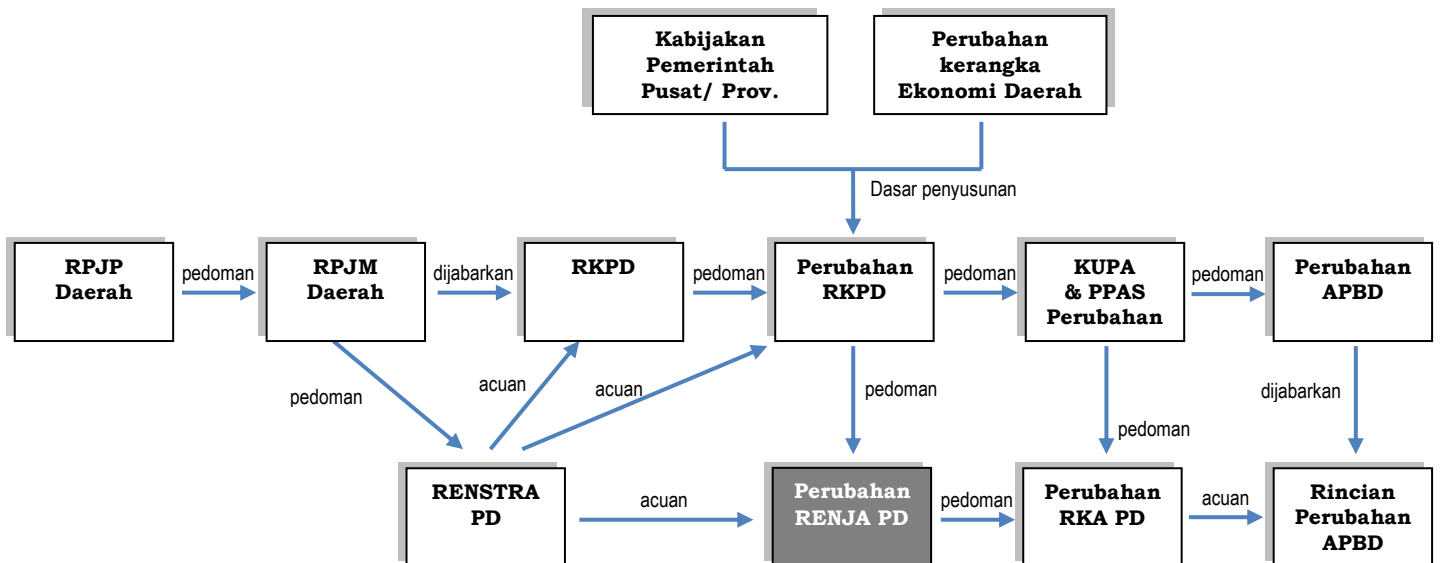 Kabijakan
Pemerintah
Pusat/ Prov.
Perubahan
kerangka
Ekonomi Daerah
Dasar penyusunan
RPJP
Daerah
pedoman
RPJM
Daerah
dijabarkan
RKPD
pedoman
Perubahan
RKPD
pedoman
KUPA
& PPAS
Perubahan
pedoman
Perubahan
APBD
pedoman
acuan
acuan
pedoman
pedoman
dijabarkan
RENSTRA
PD
acuan
Perubahan
RENJA PD
pedoman
Perubahan
RKA PD
acuan
Rincian
Perubahan
APBD